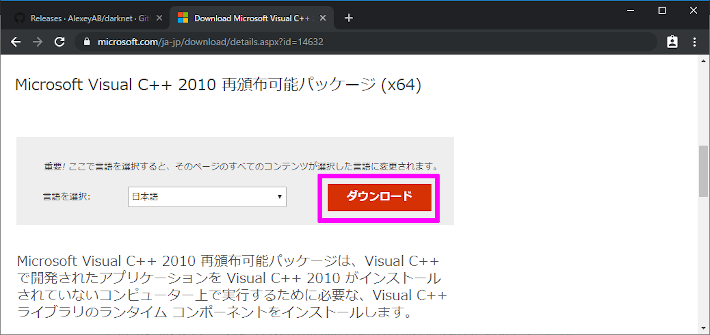 Releases · AlexeyAB/darknet · Git
Download Microsoft Visual C++
microsoft.com/ja-jp/download/details.aspx?id=14632
Microsoft Visual C++ 2010 再頒布可能パッケージ (x64)
重要! ここで言語を選択すると、そのページのすべてのコンテンツが選択した言語に変更されます。
言語を選択: 日本語 ダウンロード
Microsoft Visual C++ 2010 再頒布可能パッケージは、Visual C++
で開発されたアプリケーションを Visual C++ 2010 がインストール
されていないコンピューター上で実行するために必要な、Visual C++
ライブラリのランタイム コンポーネントをインストールします。